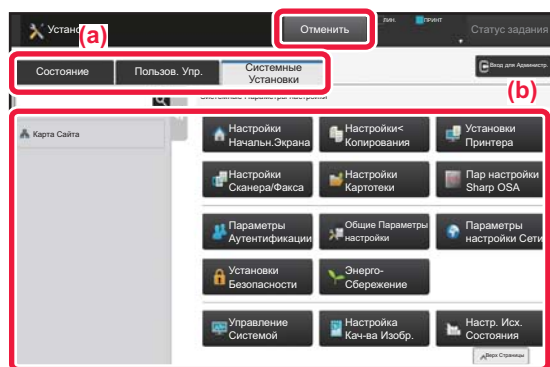 Устано
(a)
Отменить
лин.
принт
Статус задания
Состояние
Пользов. Упр.
Системные
Установки
Вход для Администр.
(b)
Системные Параметры настройки
Карта Сайта
Настройки
Начальн.Экрана
Настройки<
Копирования
Установки
Принтера
Настройки
Сканера/Факса
Настройки
Картотеки
Пар настройки
Sharp OSA
Параметры
Аутентификации
Общие Параметры
настройки
Параметры
настройки Сети
Установки
Безопасности
Энерго-
Сбережение
Управление
Системой
Настройка
Кач-ва Изобр.
Настр. Исх.
Состояния
Верх Страницы